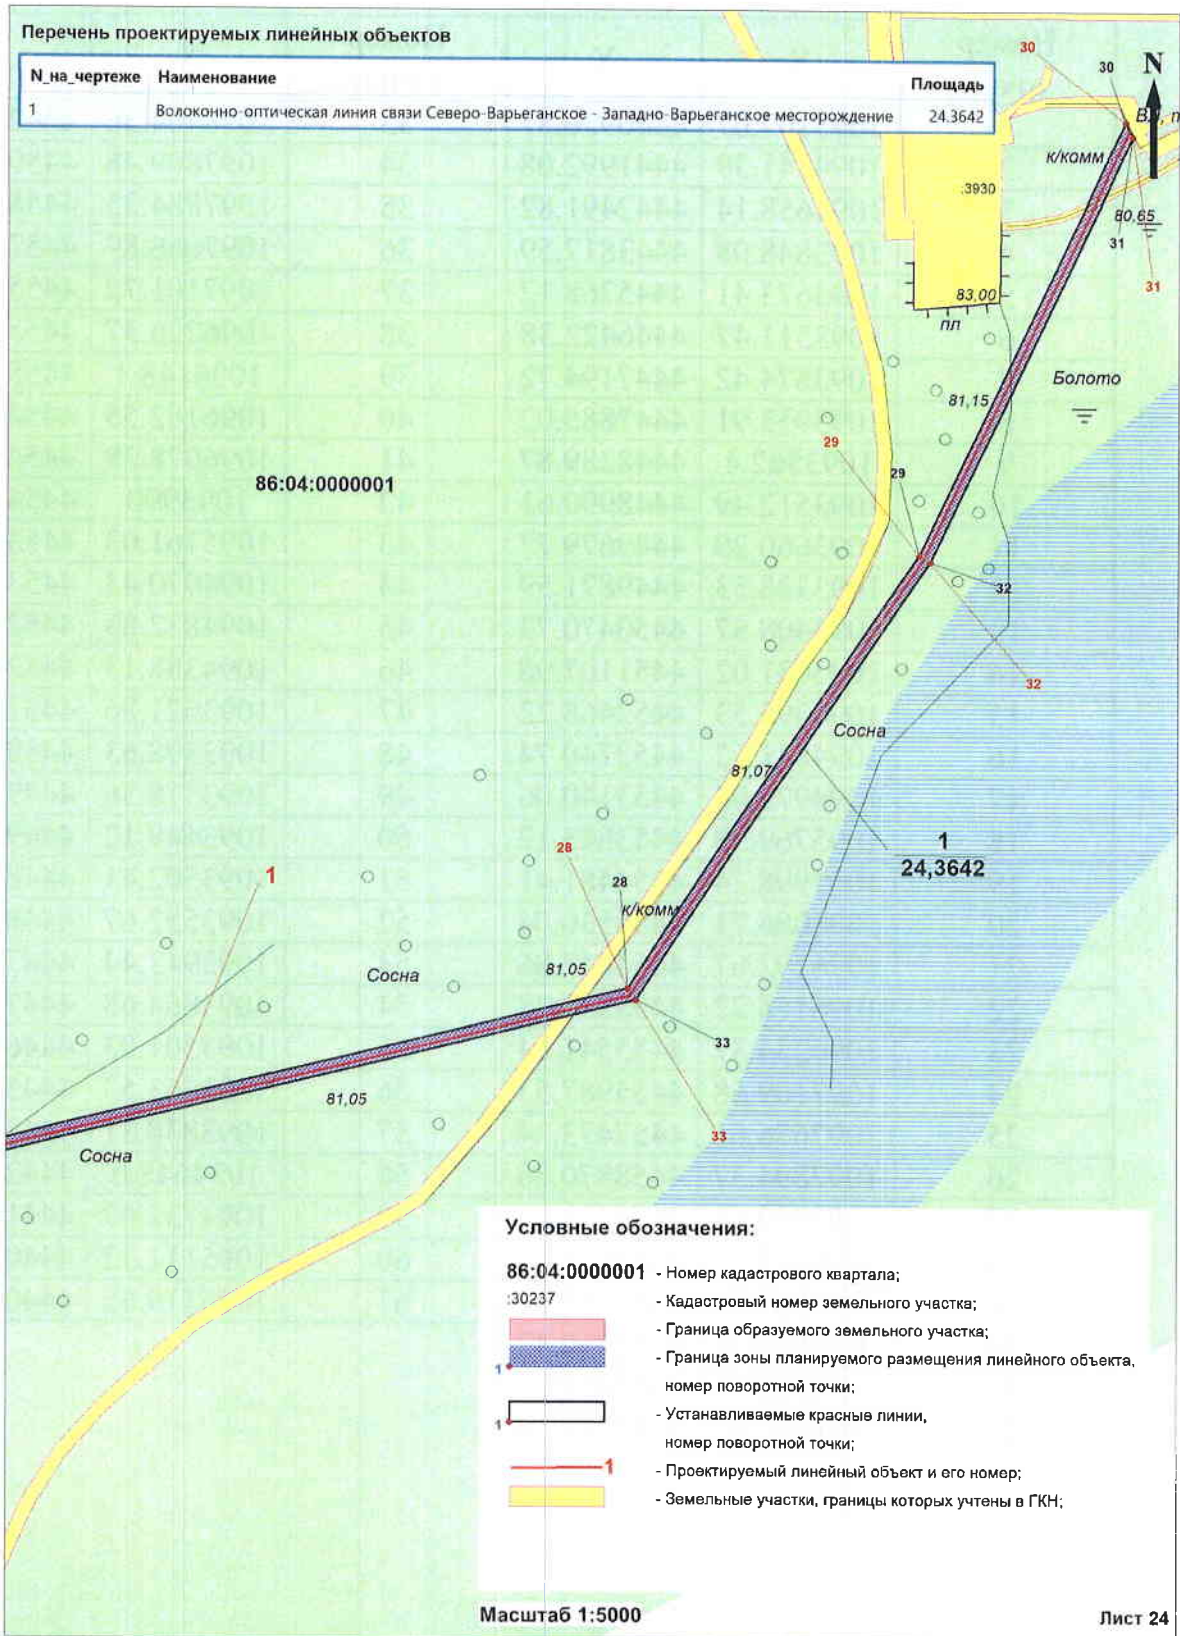 Перечень проектируемых линейных объектов
N_на_чертеже Наименование Площадь
1 Волоконно-оптическая линия связи Северо-Варьеганское - Западно-Варьеганское месторождение 24.3642
30
30
N
к/комм
:3930
80,65
31
31
83,00
пл
Болото
81,15
29
29
86:04:0000001
32
32
Сосна
81,07
1
24,3642
28
28
1
к/комм
81,05
Сосна
33
81,05
33
Сосна
Условные обозначения:
86:04:0000001 - Номер кадастрового квартала;
:30237 - Кадастровый номер земельного участка;
- Граница образуемого земельного участка;
1 - Граница зоны планируемого размещения линейного объекта,
номер поворотной точки;
1 - Устанавливаемые красные линии,
номер поворотной точки;
1 - Проектируемый линейный объект и его номер;
- Земельные участки, границы которых учтены в ГКН;
Масштаб 1:5000
Лист 24